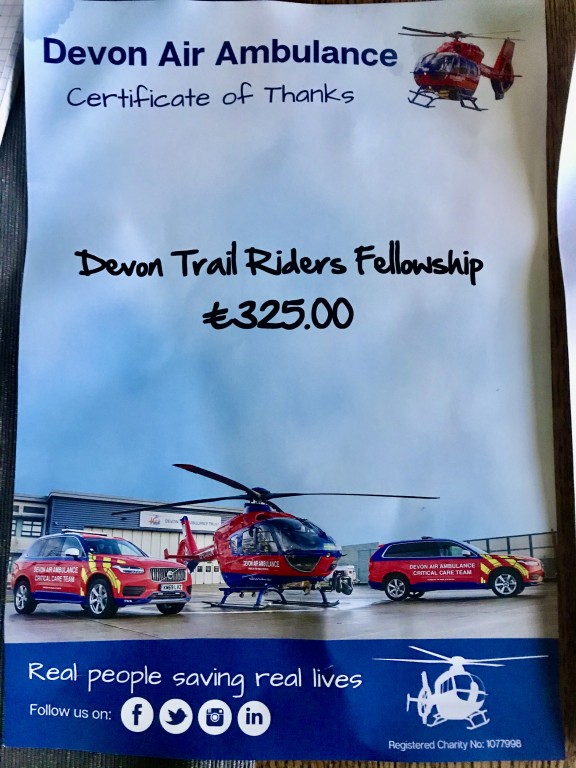 Devon Air Ambulance
Certificate of Thanks
Devon Trail Riders Fellowship
£325.00
DEVON AIR AMBULANCE
CRITICAL CARE TEAM
DEVON AIR AMBULANCE
DEVON AIR AMBULANCE
CRITICAL CARE TEAM
Real people saving real lives
Follow us on:
in
Registered Charity No: 1077998